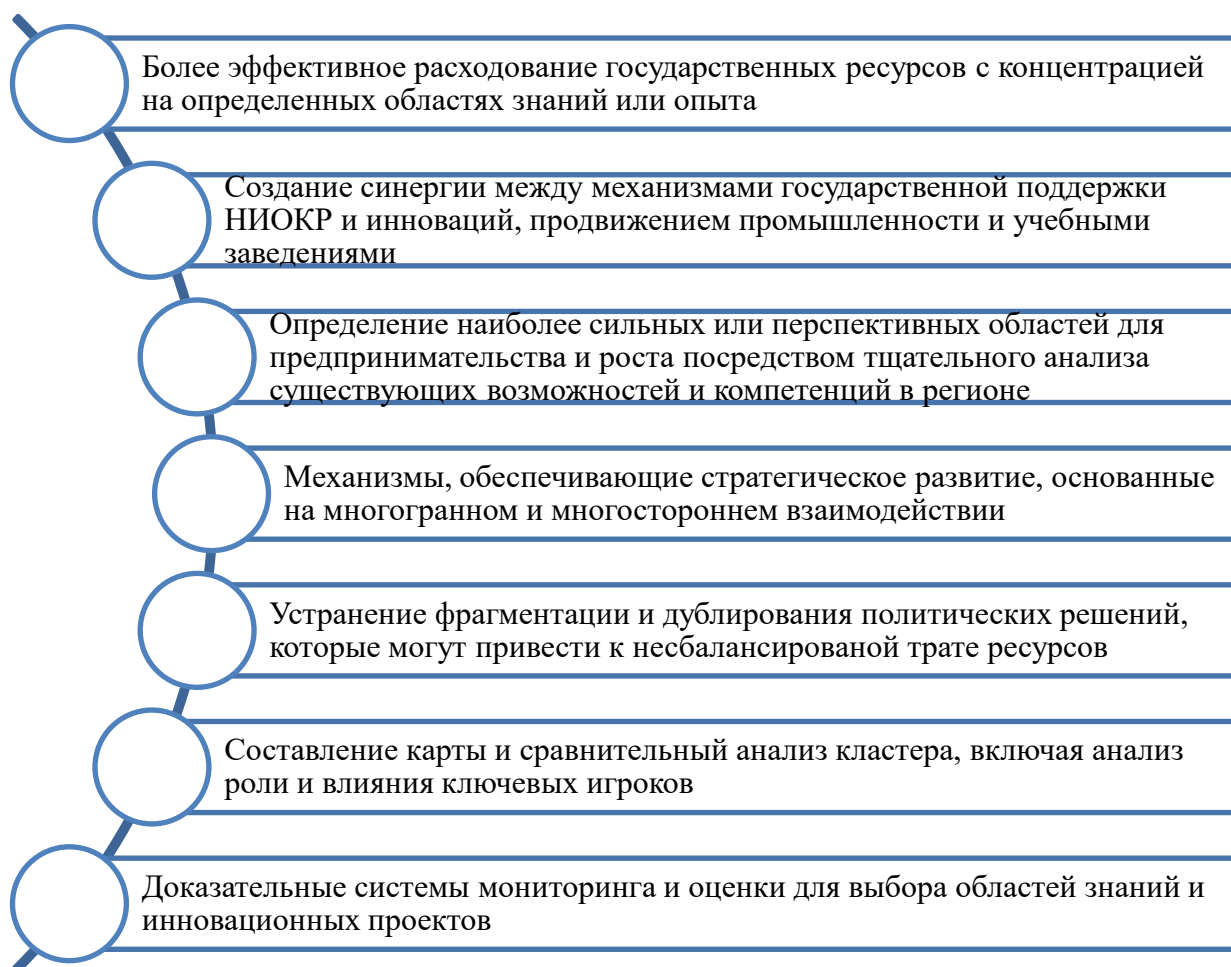 Более эффективное расходование государственных ресурсов с концентрацией
на определенных областях знаний или опыта
Создание синергии между механизмами государственной поддержки
НИОКР и инноваций, продвижением промышленности и учебными
заведениями
Определение наиболее сильных или перспективных областей для
предпринимательства и роста посредством тщательного анализа
существующих возможностей и компетенций в регионе
Механизмы, обеспечивающие стратегическое развитие, основанные
на многогранном и многостороннем взаимодействии
Устранение фрагментации и дублирования политических решений,
которые могут привести к несбалансированой трате ресурсов
Составление карты и сравнительный анализ кластера, включая анализ
роли и влияния ключевых игроков
Доказательные системы мониторинга и оценки для выбора областей знаний и
инновационных проектов